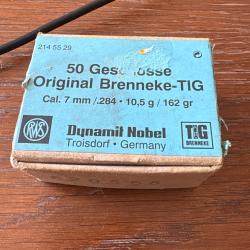 214 55 29
50 Geschosse
Original Brenneke-TIG
Cal. 7 mm/.284 · 10,5 g / 162 gr
RWS
Dynamit Nobel
Troisdorf · Germany
TIG
BRENNEKE